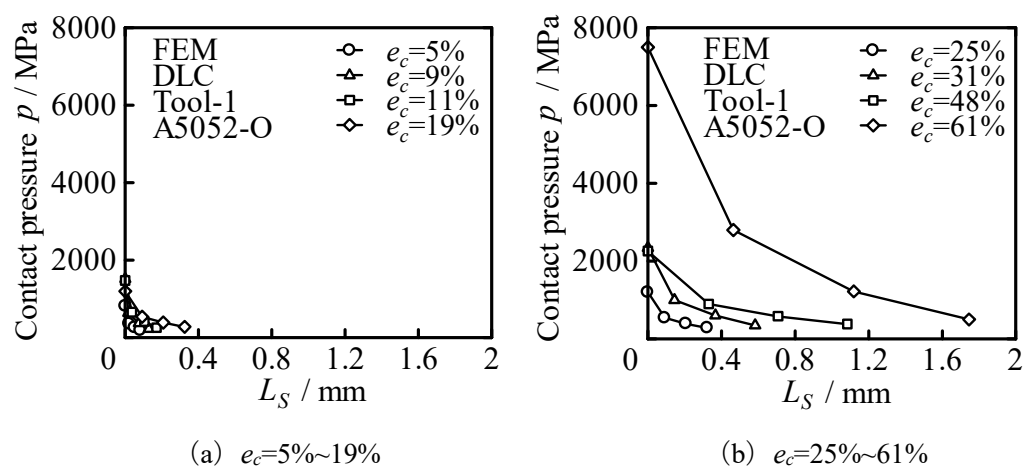 8000
6000
4000
2000
0
0.4
0.8
1.2
1.6
2
Contact pressure p / MPa
L_S / mm
FEM
DLC
Tool-1
A5052-O
e_c=5%
e_c=9%
e_c=11%
e_c=19%
(a) e_c=5%~19%
8000
6000
4000
2000
0
0.4
0.8
1.2
1.6
2
Contact pressure p / MPa
L_S / mm
FEM
DLC
Tool-1
A5052-O
e_c=25%
e_c=31%
e_c=48%
e_c=61%
(b) e_c=25%~61%